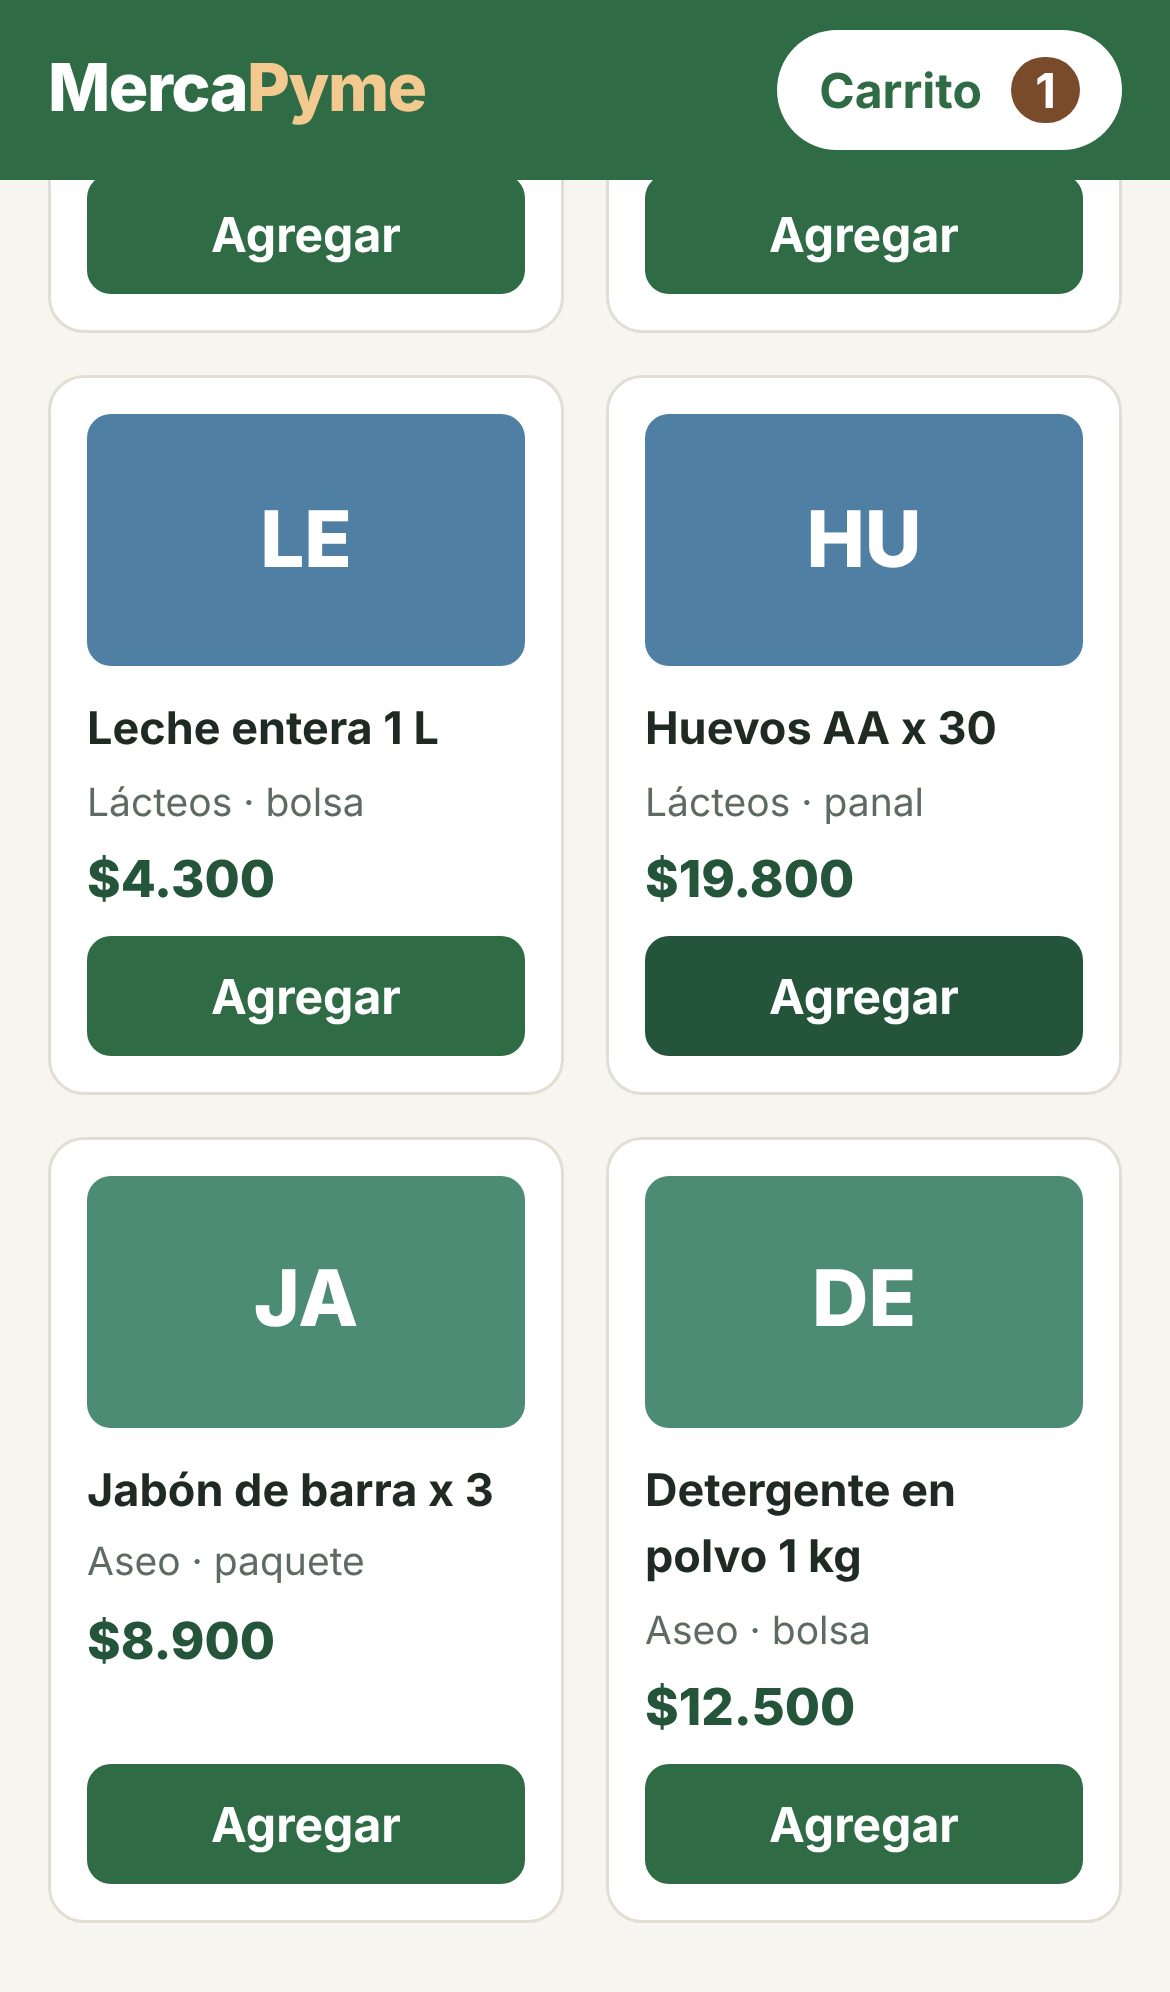 MercaPyme
Carrito 1
Agregar
Agregar
LE
Leche entera 1 L
Lácteos · bolsa
$4.300
Agregar
HU
Huevos AA x 30
Lácteos · panal
$19.800
Agregar
JA
Jabón de barra x 3
Aseo · paquete
$8.900
Agregar
DE
Detergente en
polvo 1 kg
Aseo · bolsa
$12.500
Agregar